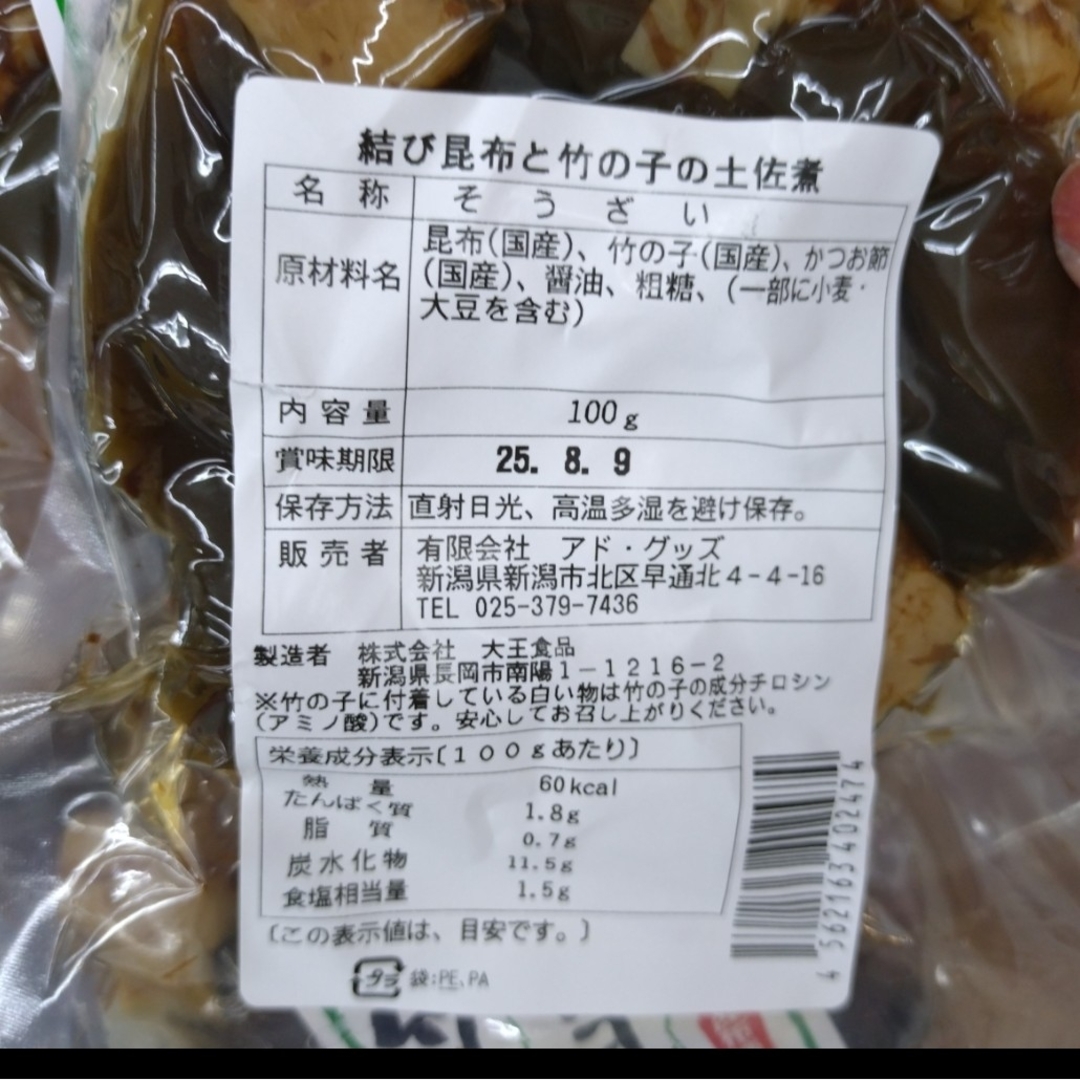 結び昆布と竹の子の土佐煮
名称 そうざい
原材料名 昆布(国産)、竹の子(国産)、かつお節
(国産)、醤油、粗糖、(一部に小麦・
大豆を含む)
内容量 100g
賞味期限 25. 8. 9
保存方法 直射日光、高温多湿を避け保存。
販売者 有限会社 アド・グッズ
新潟県新潟市北区早通北4-4-16
TEL 025-379-7436
製造者 株式会社 大王食品
新潟県長岡市南陽1-1216-2
※竹の子に付着している白い物は竹の子の成分チロシン
(アミノ酸)です。安心してお召し上がりください。
栄養成分表示〔100gあたり〕
熱量 60kcal
たんぱく質 1.8g
脂質 0.7g
炭水化物 11.5g
食塩相当量 1.5g
〔この表示値は、目安です。〕
プラ 袋:PE、PA
4562163402474